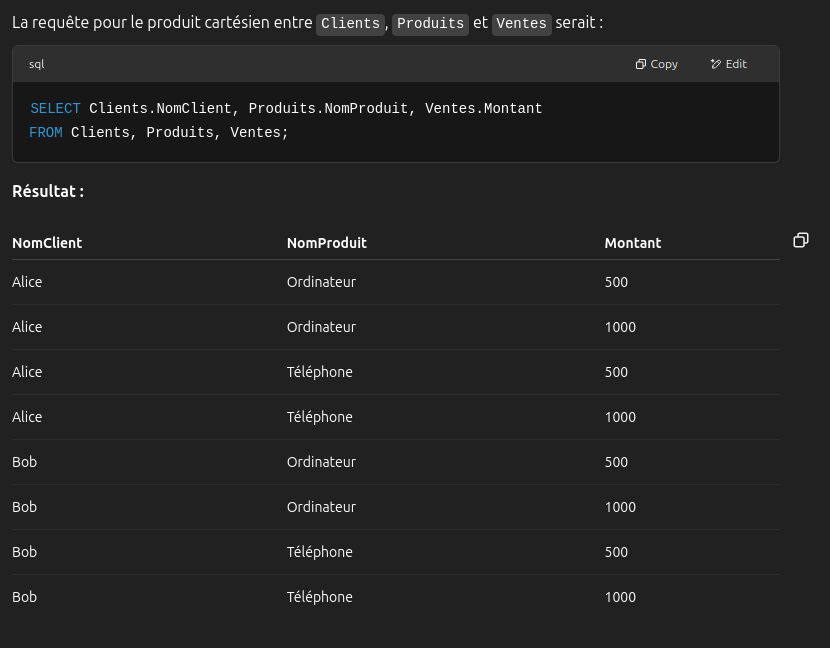 La requête pour le produit cartésien entre Clients, Produits et Ventes serait :
sql Copy Edit
SELECT Clients.NomClient, Produits.NomProduit, Ventes.Montant
FROM Clients, Produits, Ventes;
Résultat :
NomClient NomProduit Montant
Alice Ordinateur 500
Alice Ordinateur 1000
Alice Téléphone 500
Alice Téléphone 1000
Bob Ordinateur 500
Bob Ordinateur 1000
Bob Téléphone 500
Bob Téléphone 1000